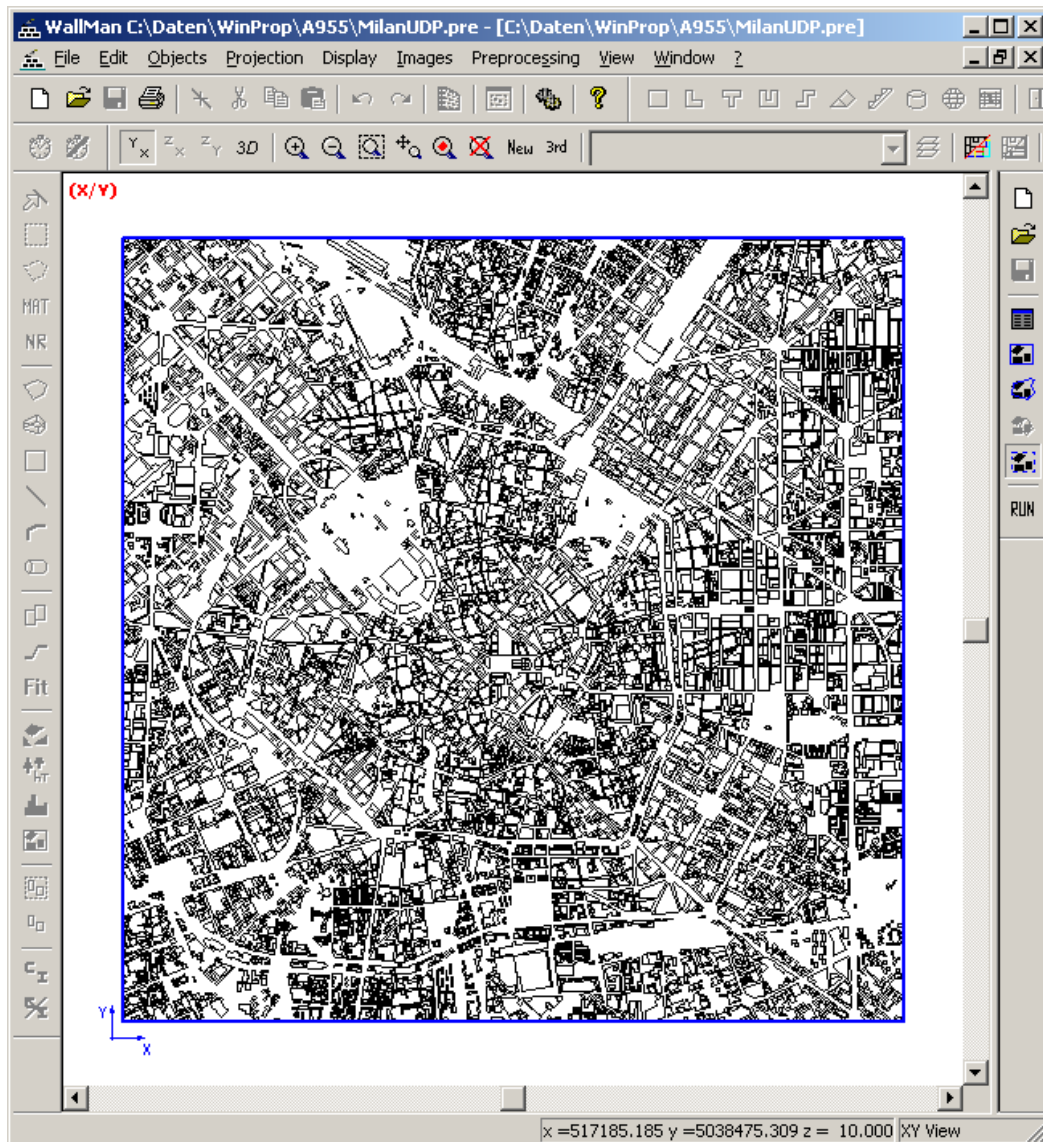 WallMan C:\Daten\WinProp\A955\MilanUDP.pre - [C:\Daten\WinProp\A955\MilanUDP.pre]
File Edit Objects Projection Display Images Preprocessing View Window ?
Y X Z X Z Y 3D New 3rd
(X/Y)
MAT
NR
RUN
Fit
HT
C I
Y
X
x =517185.185 y =5038475.309 z = 10.000 XY View